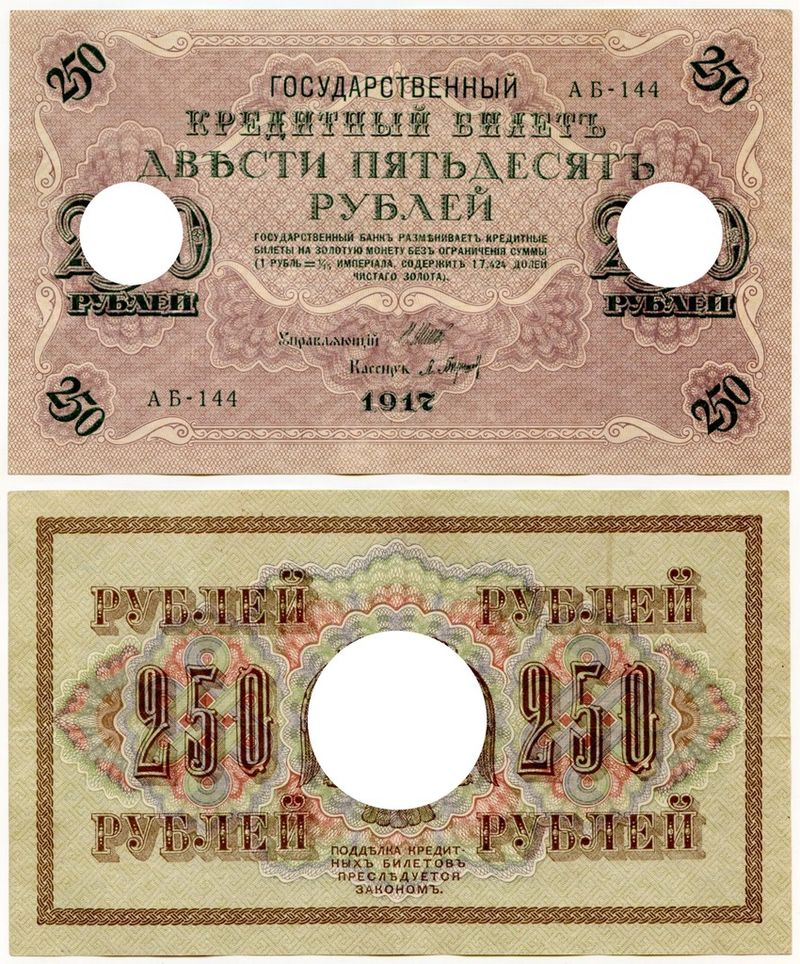 250
250
ГОСУДАРСТВЕННЫЙ
АБ-144
КРЕДИТНЫЙ БИЛЕТЪ
ДВѢСТИ ПЯТЬДЕСЯТЪ
РУБЛЕЙ
ГОСУДАРСТВЕННЫЙ БАНКЪ РАЗМѢНИВАЕТЪ КРЕДИТНЫЕ
БИЛЕТЫ НА ЗОЛОТУЮ МОНЕТУ БЕЗЪ ОГРАНИЧЕНІЯ СУММЫ
(1 РУБЛЬ = 1/15 ИМПЕРІАЛА, СОДЕРЖИТЪ 17,424 ДОЛЕЙ
ЧИСТАГО ЗОЛОТА).
РУБЛЕЙ
РУБЛЕЙ
Управляющій
Кассиръ
АБ-144
1917
250
250
РУБЛЕЙ
РУБЛЕЙ
250
250
РУБЛЕЙ
РУБЛЕЙ
ПОДДѢЛКА КРЕДИТ-
НЫХЪ БИЛЕТОВЪ
ПРЕСЛѢДУЕТСЯ
ЗАКОНОМЪ.